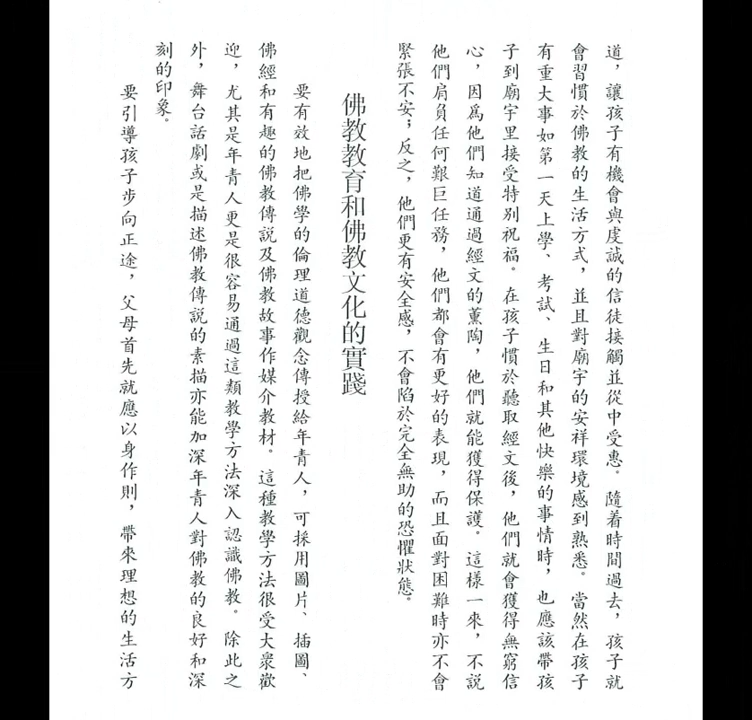 道，讓孩子有機會與虔誠的信徒接觸並從中受惠。隨着時間過去，孩子就
會習慣於佛教的生活方式，並且對廟宇的安祥環境感到熟悉。當然在孩子
有重大事如第一天上學、考試、生日和其他快樂的事情時，也應該帶孩
子到廟宇里接受特别祝福。在孩子慣於聽取經文後，他們就會獲得無窮信
心，因爲他們知道通過經文的薰陶，他們就能獲得保護。這樣一來，不說
他們肩負任何艱巨任務，他們都會有更好的表現，而且面對困難時亦不會
緊張不安；反之，他們更有安全感，不會陷於完全無助的恐懼狀態。
佛教教育和佛教文化的實踐
要有效地把佛學的倫理道德觀念傳授給年青人，可採用圖片、插圖、
佛經和有趣的佛教傳説及佛教故事作媒介教材。這種教學方法很受大衆歡
迎，尤其是年青人更是很容易通過這類教學方法深入認識佛教。除此之
外，舞台話劇或是描述佛教傳説的素描亦能加深年青人對佛教的良好和深
刻的印象。
要引導孩子步向正途，父母首先就應以身作則，帶來理想的生活方